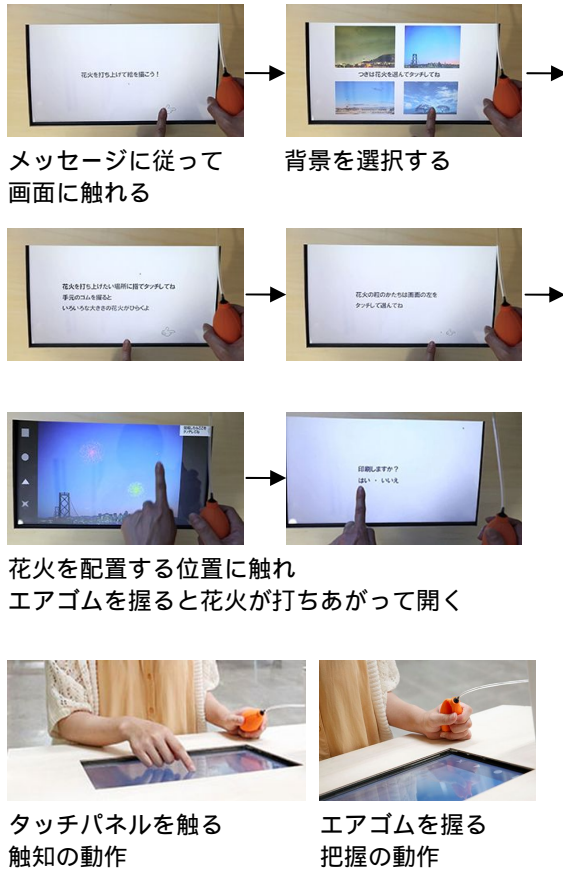 花火を打ち上げて絵を描こう！
つぎは花火を選んでタッチしてね
メッセージに従って
画面に触れる
背景を選択する
花火を打ち上げたい場所に指でタッチしてね
手元のゴムを握ると
いろいろな大きさの花火がひらくよ
花火の粒のかたちは画面の左を
タッチして選んでね
印刷しますか？
はい ・ いいえ
花火を配置する位置に触れ
エアゴムを握ると花火が打ちあがって開く
タッチパネルを触る
触知の動作
エアゴムを握る
把握の動作